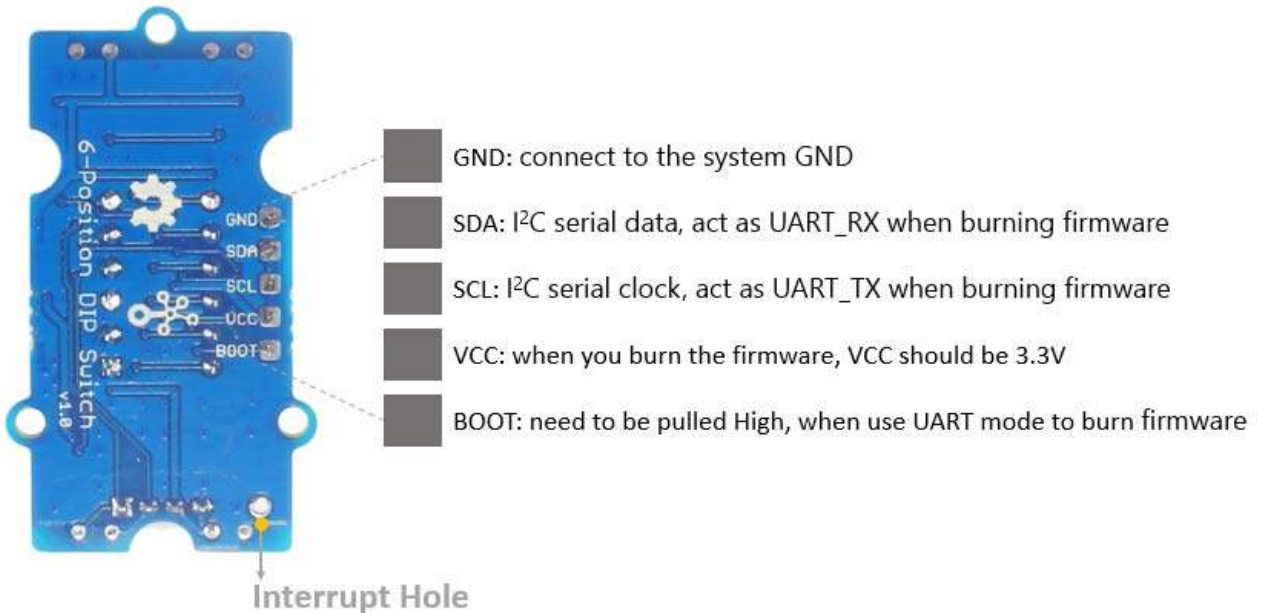 6-Position DIP Switch
v1.0
GND
SDA
SCL
VCC
BOOT
GND: connect to the system GND
SDA: I²C serial data, act as UART_RX when burning firmware
SCL: I²C serial clock, act as UART_TX when burning firmware
VCC: when you burn the firmware, VCC should be 3.3V
BOOT: need to be pulled High, when use UART mode to burn firmware
Interrupt Hole